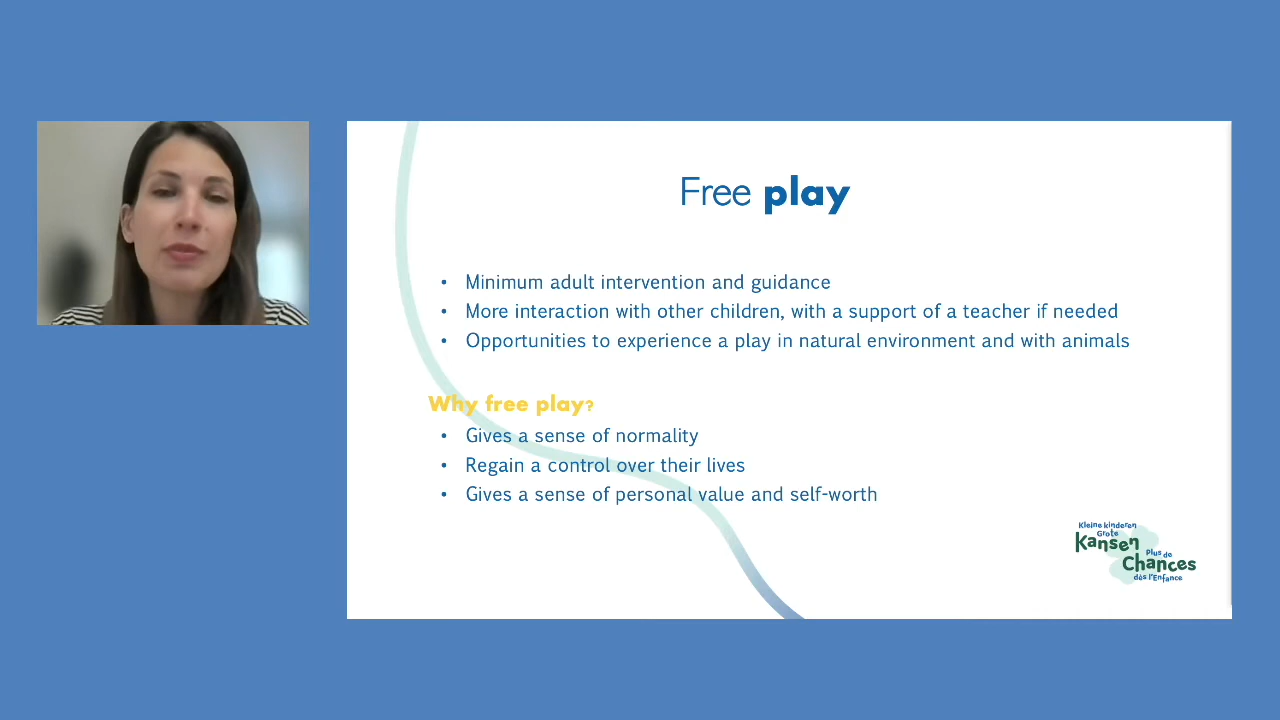 Free play
• Minimum adult intervention and guidance
• More interaction with other children, with a support of a teacher if needed
• Opportunities to experience a play in natural environment and with animals
Why free play?
• Gives a sense of normality
• Regain a control over their lives
• Gives a sense of personal value and self-worth
Kleine kinderen
Grote
Kansen
Plus de
Chances
dès l'Enfance